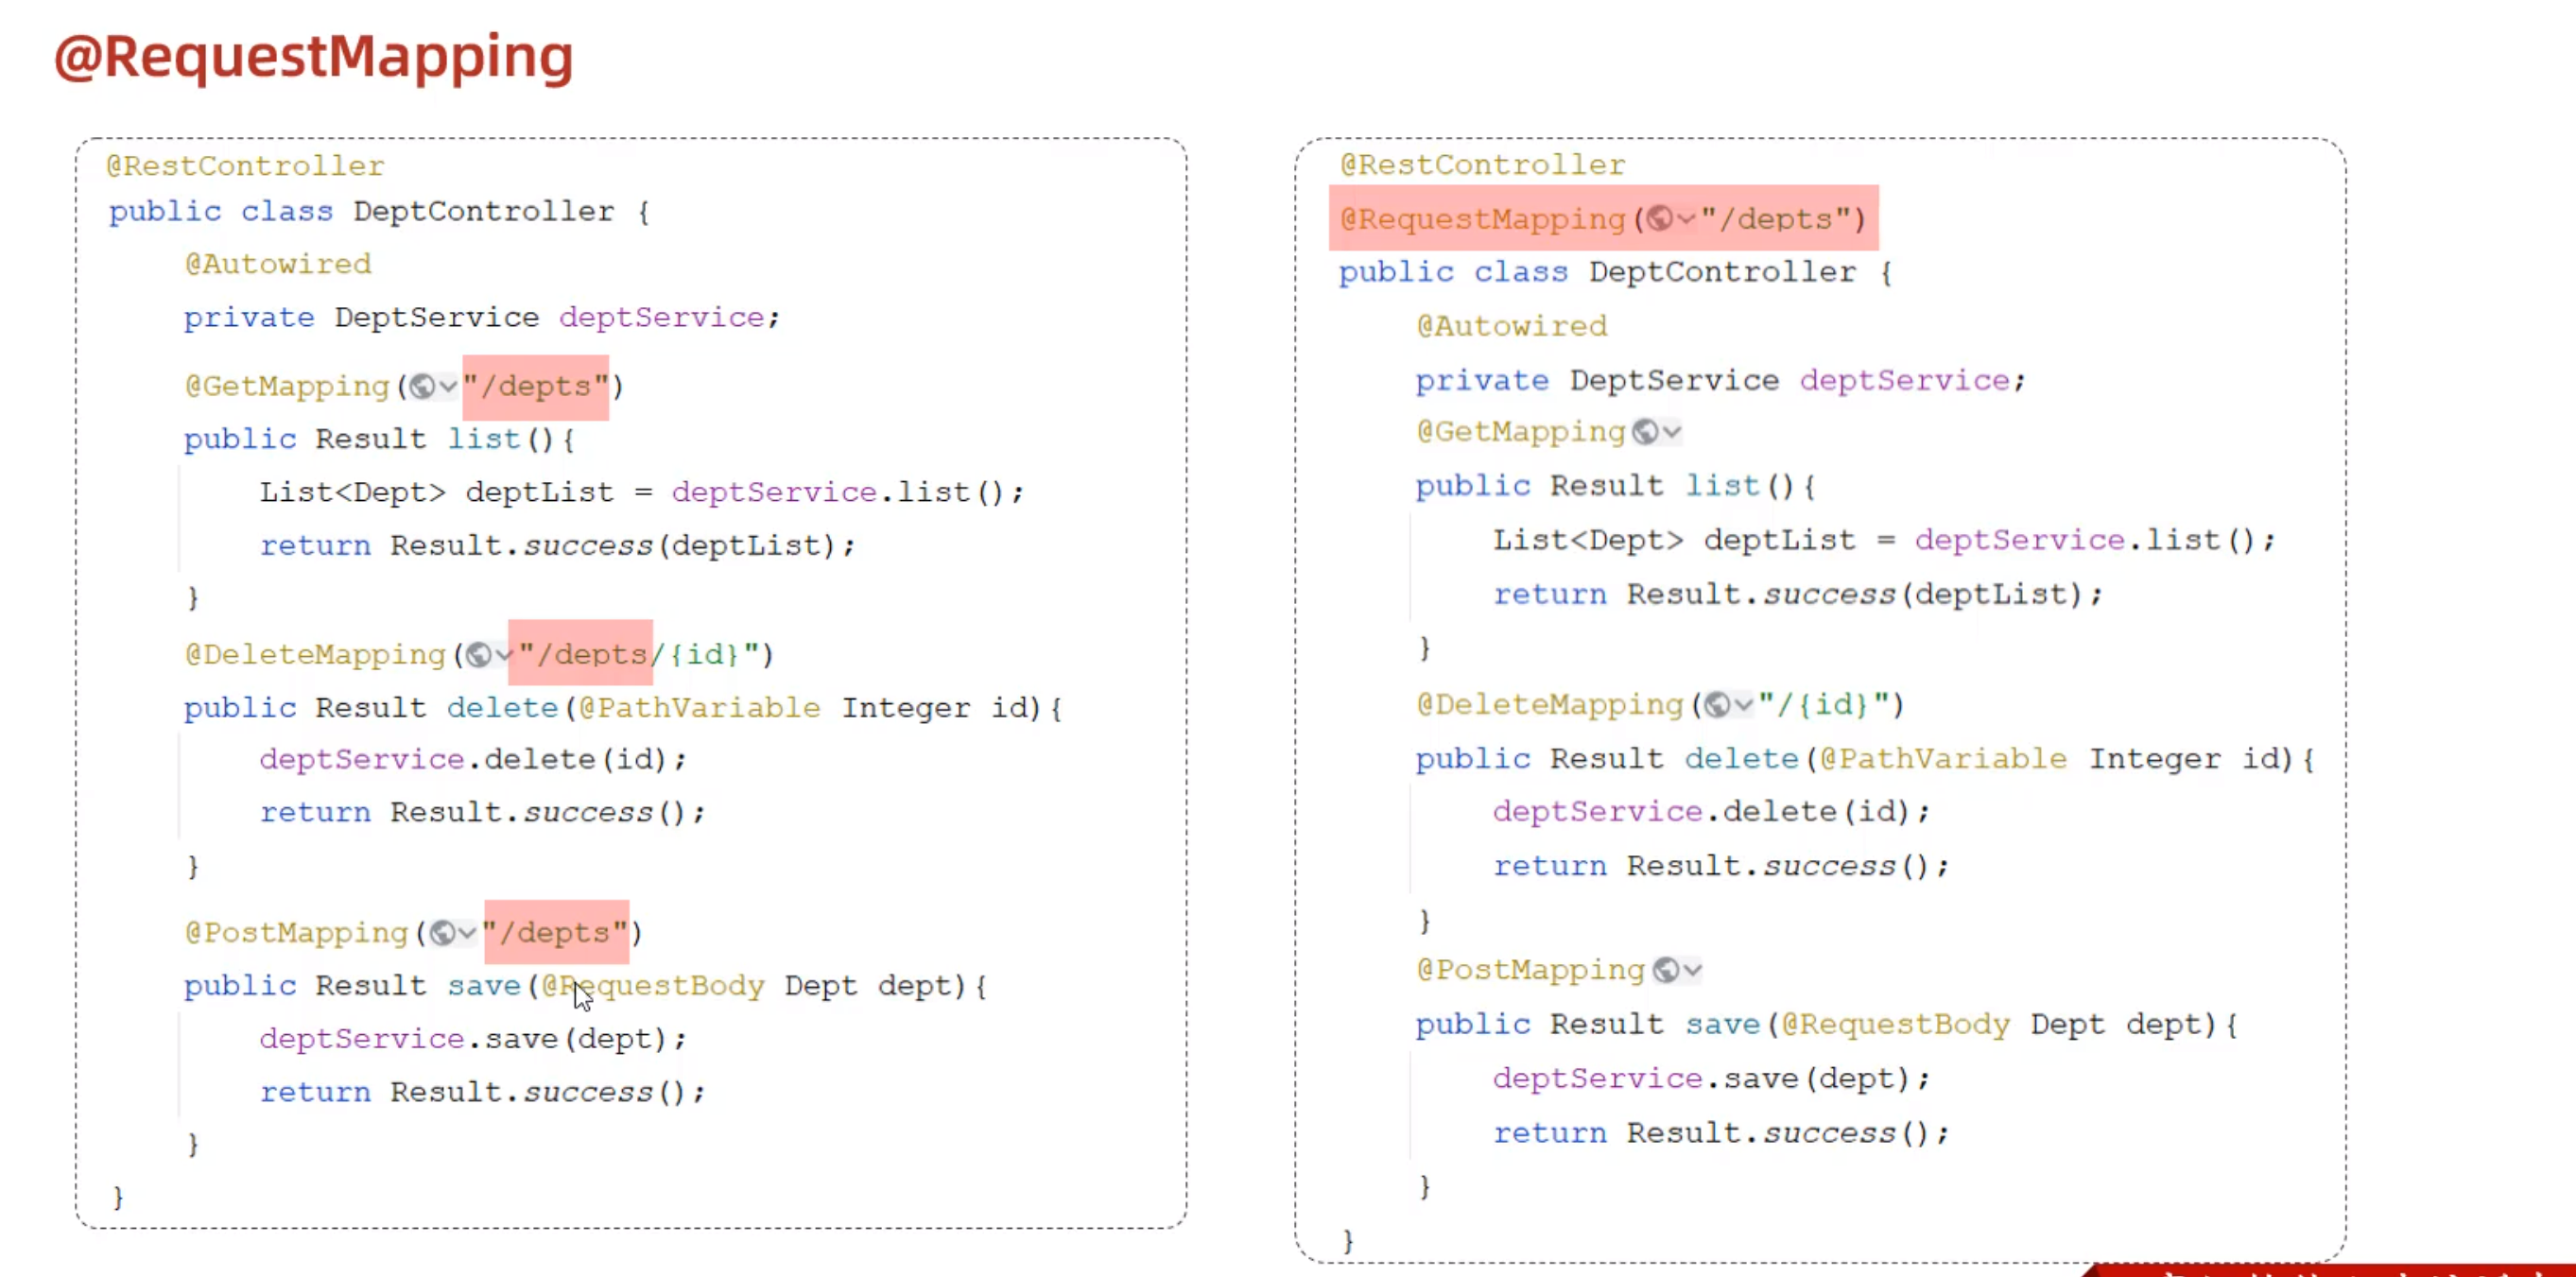 @RequestMapping
@RestController
public class DeptController {
@Autowired
private DeptService deptService;
@GetMapping("/depts")
public Result list(){
List<Dept> deptList = deptService.list();
return Result.success(deptList);
}
@DeleteMapping("/depts/{id}")
public Result delete(@PathVariable Integer id){
deptService.delete(id);
return Result.success();
}
@PostMapping("/depts")
public Result save(@RequestBody Dept dept){
deptService.save(dept);
return Result.success();
}
}
@RestController
@RequestMapping("/depts")
public class DeptController {
@Autowired
private DeptService deptService;
@GetMapping
public Result list(){
List<Dept> deptList = deptService.list();
return Result.success(deptList);
}
@DeleteMapping("/{id}")
public Result delete(@PathVariable Integer id){
deptService.delete(id);
return Result.success();
}
@PostMapping
public Result save(@RequestBody Dept dept){
deptService.save(dept);
return Result.success();
}
}